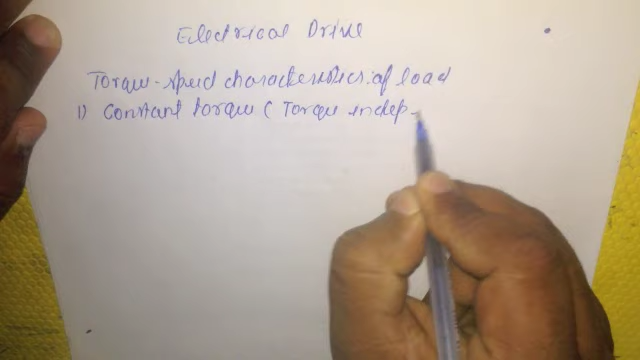 Electrical Drive
Torque-speed characteristics of load
1) Constant torque ( Torque indep-